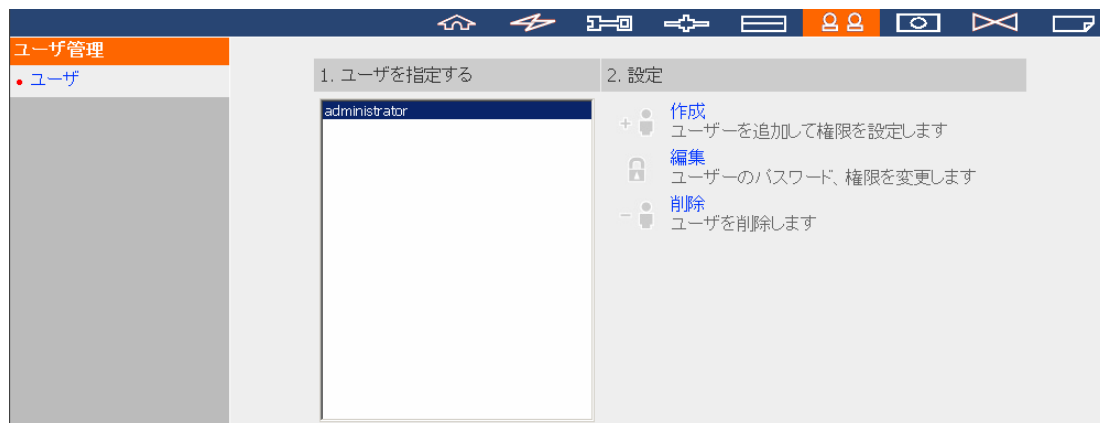 ユーザ管理
• ユーザ
1. ユーザを指定する
2. 設定
administrator
作成
ユーザーを追加して権限を設定します
編集
ユーザーのパスワード、権限を変更します
削除
ユーザを削除します